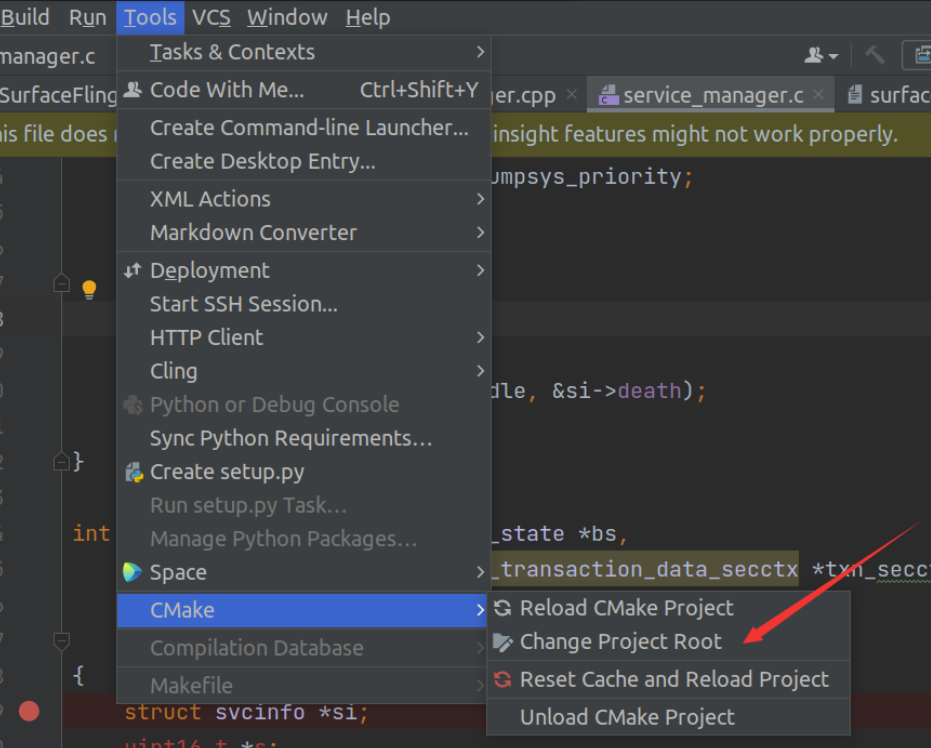 Build Run Tools VCS Window Help
manager.c
SurfaceFling
ger.cpp service_manager.c surfac
his file does insight features might not work properly.
Tasks & Contexts
Code With Me... Ctrl+Shift+Y
Create Command-line Launcher...
Create Desktop Entry...
XML Actions
Markdown Converter
Deployment
Start SSH Session...
HTTP Client
Cling
Python or Debug Console
Sync Python Requirements...
Create setup.py
Run setup.py Task...
Manage Python Packages...
Space
CMake
Compilation Database
Makefile
Reload CMake Project
Change Project Root
Reset Cache and Reload Project
Unload CMake Project
umpsys_priority;
dle, &si->death);
}
int _state *bs,
_transaction_data_secctx *txn_secct
{
struct svcinfo *si;
uint16_t *s;